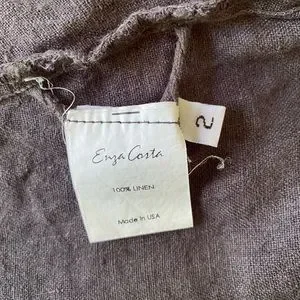 Enza Costa
100% LINEN
Made In USA
2